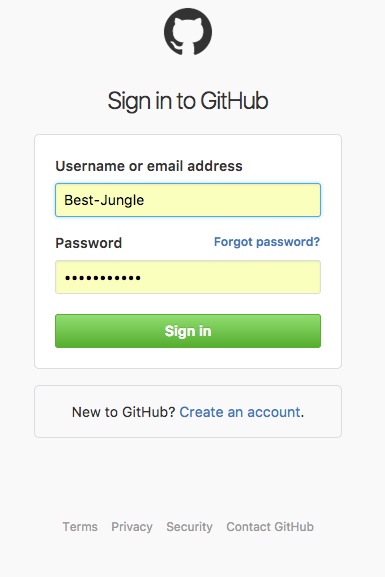 Sign in to GitHub
Username or email address
Best-Jungle
Password Forgot password?
•••••••••••
Sign in
New to GitHub? Create an account.
Terms Privacy Security Contact GitHub